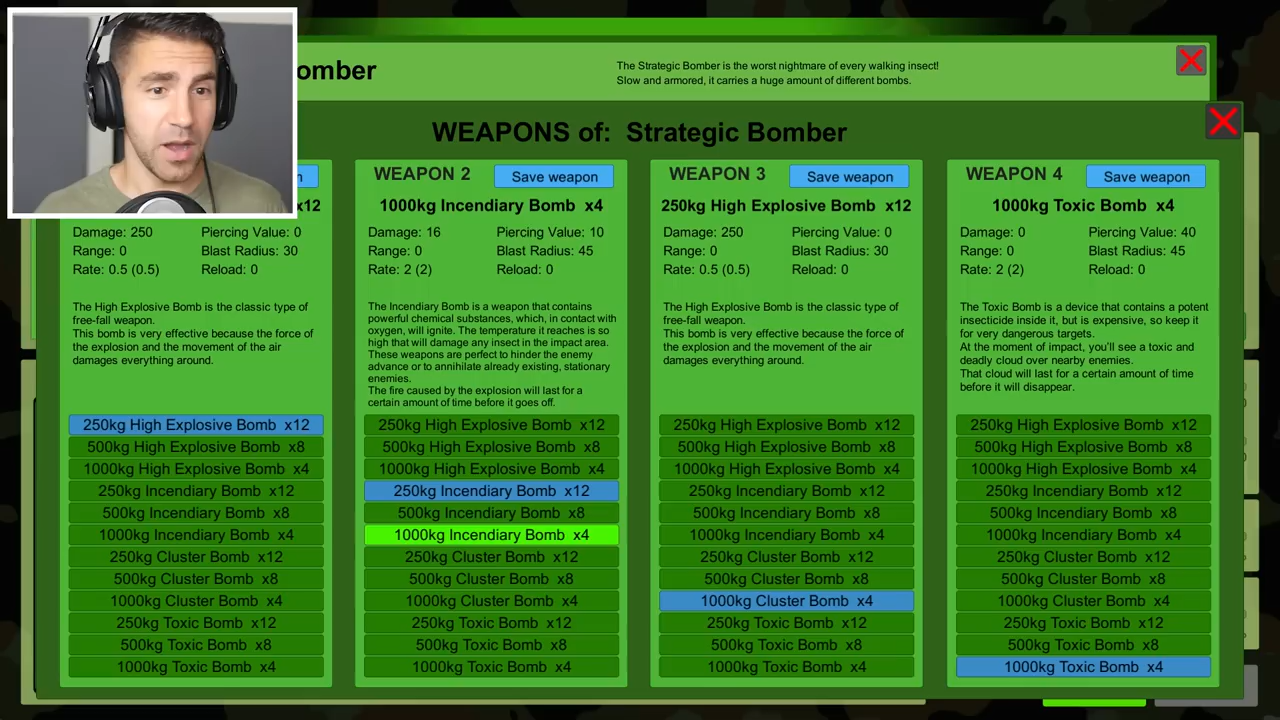 omber
The Strategic Bomber is the worst nightmare of every walking insect!
Slow and armored, it carries a huge amount of different bombs.
WEAPONS of:  Strategic Bomber
n
x12
Damage: 250
Piercing Value: 0
Range: 0
Blast Radius: 30
Rate: 0.5 (0.5)
Reload: 0
The High Explosive Bomb is the classic type of
free-fall weapon.
This bomb is very effective because the force of
the explosion and the movement of the air
damages everything around.
250kg High Explosive Bomb  x12
500kg High Explosive Bomb  x8
1000kg High Explosive Bomb  x4
250kg Incendiary Bomb  x12
500kg Incendiary Bomb  x8
1000kg Incendiary Bomb  x4
250kg Cluster Bomb  x12
500kg Cluster Bomb  x8
1000kg Cluster Bomb  x4
250kg Toxic Bomb  x12
500kg Toxic Bomb  x8
1000kg Toxic Bomb  x4
WEAPON 2
Save weapon
1000kg Incendiary Bomb  x4
Damage: 16
Piercing Value: 10
Range: 0
Blast Radius: 45
Rate: 2 (2)
Reload: 0
The Incendiary Bomb is a weapon that contains
powerful chemical substances, which, in contact with
oxygen, will ignite. The temperature it reaches is so
high that will damage any insect in the impact area.
These weapons are perfect to hinder the enemy
advance or to annihilate already existing, stationary
enemies.
The fire caused by the explosion will last for a
certain amount of time before it goes off.
250kg High Explosive Bomb  x12
500kg High Explosive Bomb  x8
1000kg High Explosive Bomb  x4
250kg Incendiary Bomb  x12
500kg Incendiary Bomb  x8
1000kg Incendiary Bomb  x4
250kg Cluster Bomb  x12
500kg Cluster Bomb  x8
1000kg Cluster Bomb  x4
250kg Toxic Bomb  x12
500kg Toxic Bomb  x8
1000kg Toxic Bomb  x4
WEAPON 3
Save weapon
250kg High Explosive Bomb  x12
Damage: 250
Piercing Value: 0
Range: 0
Blast Radius: 30
Rate: 0.5 (0.5)
Reload: 0
The High Explosive Bomb is the classic type of
free-fall weapon.
This bomb is very effective because the force of
the explosion and the movement of the air
damages everything around.
250kg High Explosive Bomb  x12
500kg High Explosive Bomb  x8
1000kg High Explosive Bomb  x4
250kg Incendiary Bomb  x12
500kg Incendiary Bomb  x8
1000kg Incendiary Bomb  x4
250kg Cluster Bomb  x12
500kg Cluster Bomb  x8
1000kg Cluster Bomb  x4
250kg Toxic Bomb  x12
500kg Toxic Bomb  x8
1000kg Toxic Bomb  x4
WEAPON 4
Save weapon
1000kg Toxic Bomb  x4
Damage: 0
Piercing Value: 40
Range: 0
Blast Radius: 45
Rate: 2 (2)
Reload: 0
The Toxic Bomb is a device that contains a potent
insecticide inside it, but is expensive, so keep it
for very dangerous targets.
At the moment of impact, you'll see a toxic and
deadly cloud over nearby enemies.
That cloud will last for a certain amount of time
before it will disappear.
250kg High Explosive Bomb  x12
500kg High Explosive Bomb  x8
1000kg High Explosive Bomb  x4
250kg Incendiary Bomb  x12
500kg Incendiary Bomb  x8
1000kg Incendiary Bomb  x4
250kg Cluster Bomb  x12
500kg Cluster Bomb  x8
1000kg Cluster Bomb  x4
250kg Toxic Bomb  x12
500kg Toxic Bomb  x8
1000kg Toxic Bomb  x4